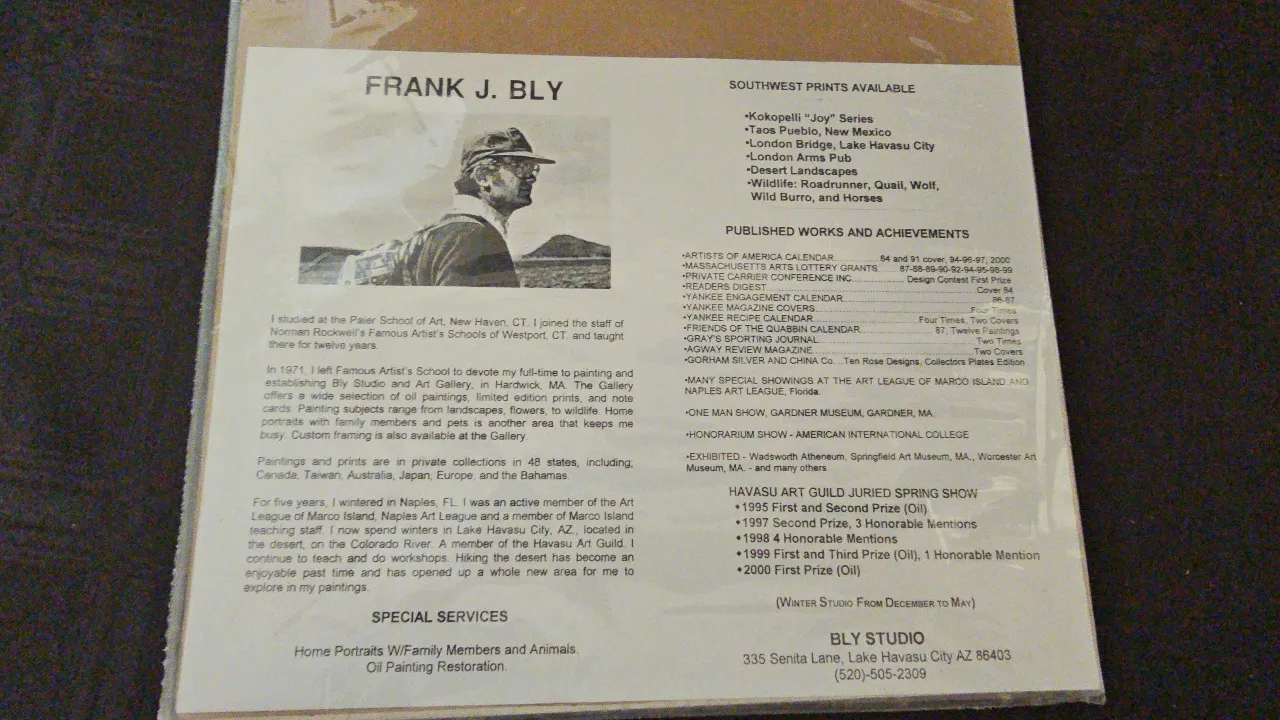 FRANK J. BLY
I studied at the Paier School of Art, New Haven, CT. I joined the staff of
Norman Rockwell's Famous Artist's Schools of Westport, CT. and taught
there for twelve years.
In 1971, I left Famous Artist's School to devote my full-time to painting and
establishing Bly Studio and Art Gallery, in Hardwick, MA. The Gallery
offers a wide selection of oil paintings, limited edition prints, and note
cards. Painting subjects range from landscapes, flowers, to wildlife. Home
portraits with family members and pets is another area that keeps me
busy. Custom framing is also available at the Gallery.
Paintings and prints are in private collections in 48 states, including;
Canada, Taiwan, Australia, Japan, Europe, and the Bahamas.
For five years, I wintered in Naples, FL. I was an active member of the Art
League of Marco Island, Naples Art League and a member of Marco Island
teaching staff. I now spend winters in Lake Havasu City, AZ., located in
the desert, on the Colorado River. A member of the Havasu Art Guild. I
continue to teach and do workshops. Hiking the desert has become an
enjoyable past time and has opened up a whole new area for me to
explore in my paintings.
SPECIAL SERVICES
Home Portraits W/Family Members and Animals.
Oil Painting Restoration.
SOUTHWEST PRINTS AVAILABLE
•Kokopelli "Joy" Series
•Taos Pueblo, New Mexico
•London Bridge, Lake Havasu City
•London Arms Pub
•Desert Landscapes
•Wildlife: Roadrunner, Quail, Wolf,
Wild Burro, and Horses
PUBLISHED WORKS AND ACHIEVEMENTS
•ARTISTS OF AMERICA CALENDAR....................84 and 91 cover, 94-96-97, 2000
•MASSACHUSETTS ARTS LOTTERY GRANTS.......87-88-89-90-92-94-95-98-99
•PRIVATE CARRIER CONFERENCE INC....................Design Contest First Prize
•READERS DIGEST....................Cover 84
•YANKEE ENGAGEMENT CALENDAR....................86-87
•YANKEE MAGAZINE COVERS....................Four Times
•YANKEE RECIPE CALENDAR....................Four Times, Two Covers
•FRIENDS OF THE QUABBIN CALENDAR....................87, Twelve Paintings
•GRAY'S SPORTING JOURNAL....................Two Times
•AGWAY REVIEW MAGAZINE....................Two Covers
•GORHAM SILVER AND CHINA Co....Ten Rose Designs, Collectors Plates Edition
•MANY SPECIAL SHOWINGS AT THE ART LEAGUE OF MARCO ISLAND AND
NAPLES ART LEAGUE, Florida.
•ONE MAN SHOW, GARDNER MUSEUM, GARDNER, MA.
•HONORARIUM SHOW - AMERICAN INTERNATIONAL COLLEGE
•EXHIBITED - Wadsworth Atheneum, Springfield Art Museum, MA., Worcester Art
Museum, MA. - and many others
HAVASU ART GUILD JURIED SPRING SHOW
◆1995 First and Second Prize (Oil)
◆1997 Second Prize, 3 Honorable Mentions
◆1998 4 Honorable Mentions
◆1999 First and Third Prize (Oil), 1 Honorable Mention
◆2000 First Prize (Oil)
(WINTER STUDIO FROM DECEMBER TO MAY)
BLY STUDIO
335 Senita Lane, Lake Havasu City AZ 86403
(520)-505-2309